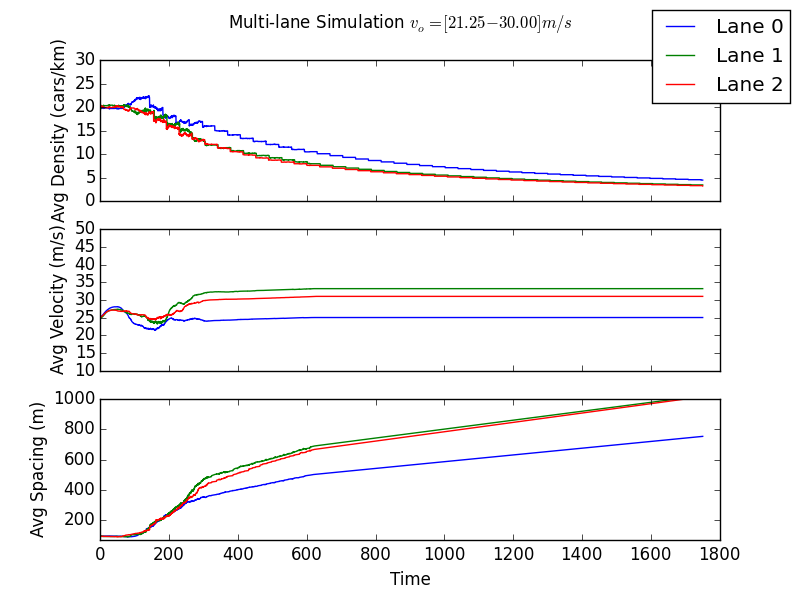 Multi-lane Simulation v_o =[21.25−30.00]m/s
Lane 0
Lane 1
Lane 2
Avg Density (cars/km)
30
25
20
15
10
5
0
Avg Velocity (m/s)
50
45
40
35
30
25
20
15
10
Avg Spacing (m)
1000
800
600
400
200
0 200 400 600 800 1000 1200 1400 1600 1800
Time